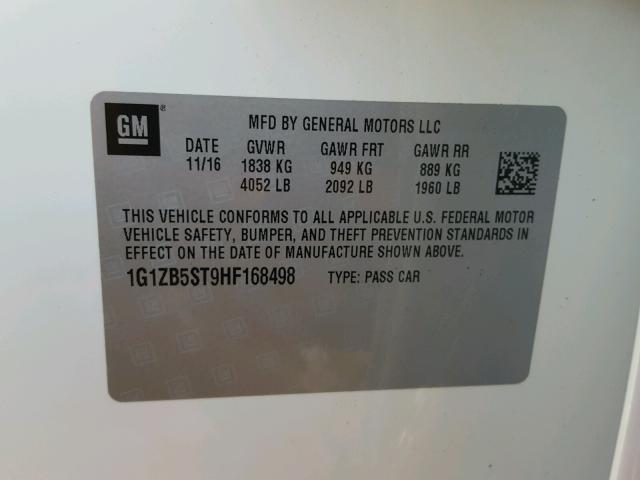 GM ®
MFD BY GENERAL MOTORS LLC
DATE GVWR GAWR FRT GAWR RR
11/16 1838 KG 949 KG 889 KG
4052 LB 2092 LB 1960 LB
THIS VEHICLE CONFORMS TO ALL APPLICABLE U.S. FEDERAL MOTOR
VEHICLE SAFETY, BUMPER, AND THEFT PREVENTION STANDARDS IN
EFFECT ON THE DATE OF MANUFACTURE SHOWN ABOVE.
1G1ZB5ST9HF168498 TYPE: PASS CAR